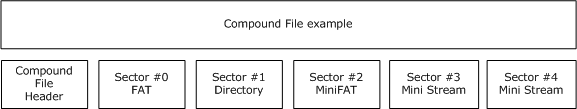 Compound File example
Compound
File
Header
Sector #0
FAT
Sector #1
Directory
Sector #2
MiniFAT
Sector #3
Mini Stream
Sector #4
Mini Stream